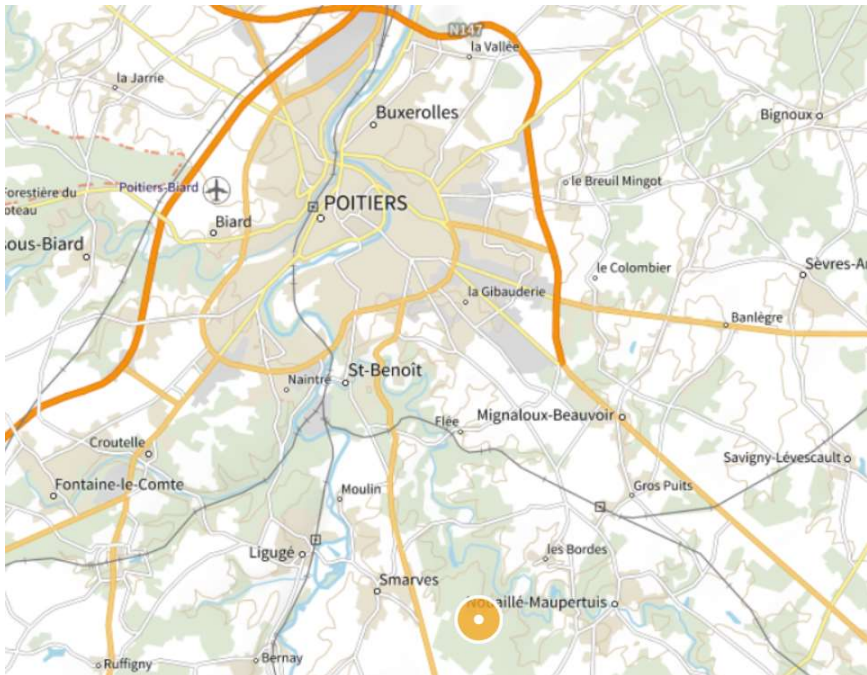 N147
la Vallée
la Jarrie
Buxerolles
Bignoux
Forestière du
Poitiers-Biard
le Breuil Mingot
oteau
POITIERS
Biard
sous-Biard
le Colombier
Sèvres-An
la Gibauderie
Banlègre
St-Benoît
Naintré
Mignaloux-Beauvoir
Flée
Croutelle
Savigny-Lévescault
Fontaine-le-Comte
Moulin
Gros Puits
Ligugé
les Bordes
Smarves
Nouaillé-Maupertuis
Ruffigny
Bernay